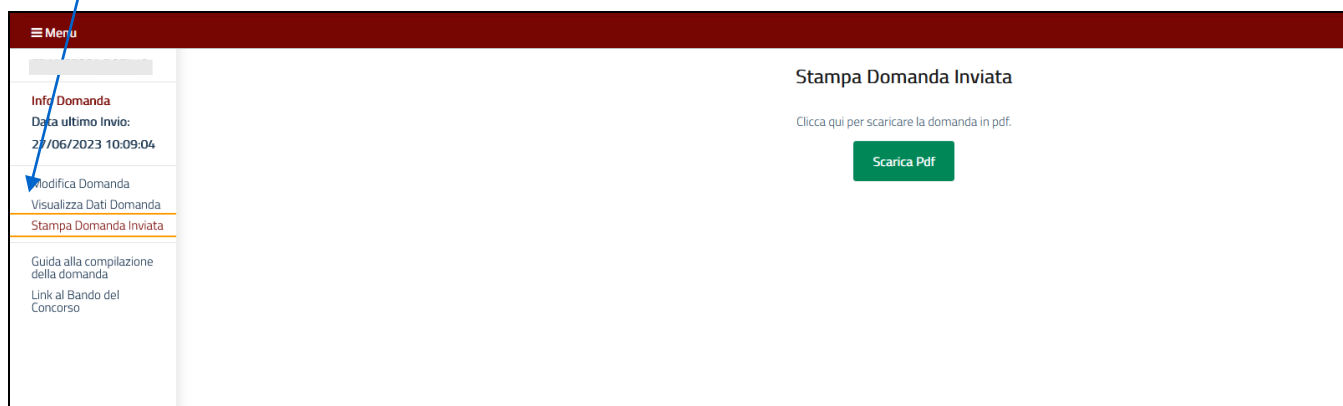 Menu
Stampa Domanda Inviata
Clicca qui per scaricare la domanda in pdf.
Scarica Pdf
Info Domanda
Data ultimo Invio:
27/06/2023 10:09:04
Modifica Domanda
Visualizza Dati Domanda
Stampa Domanda Inviata
Guida alla compilazione
della domanda
Link al Bando del
Concorso